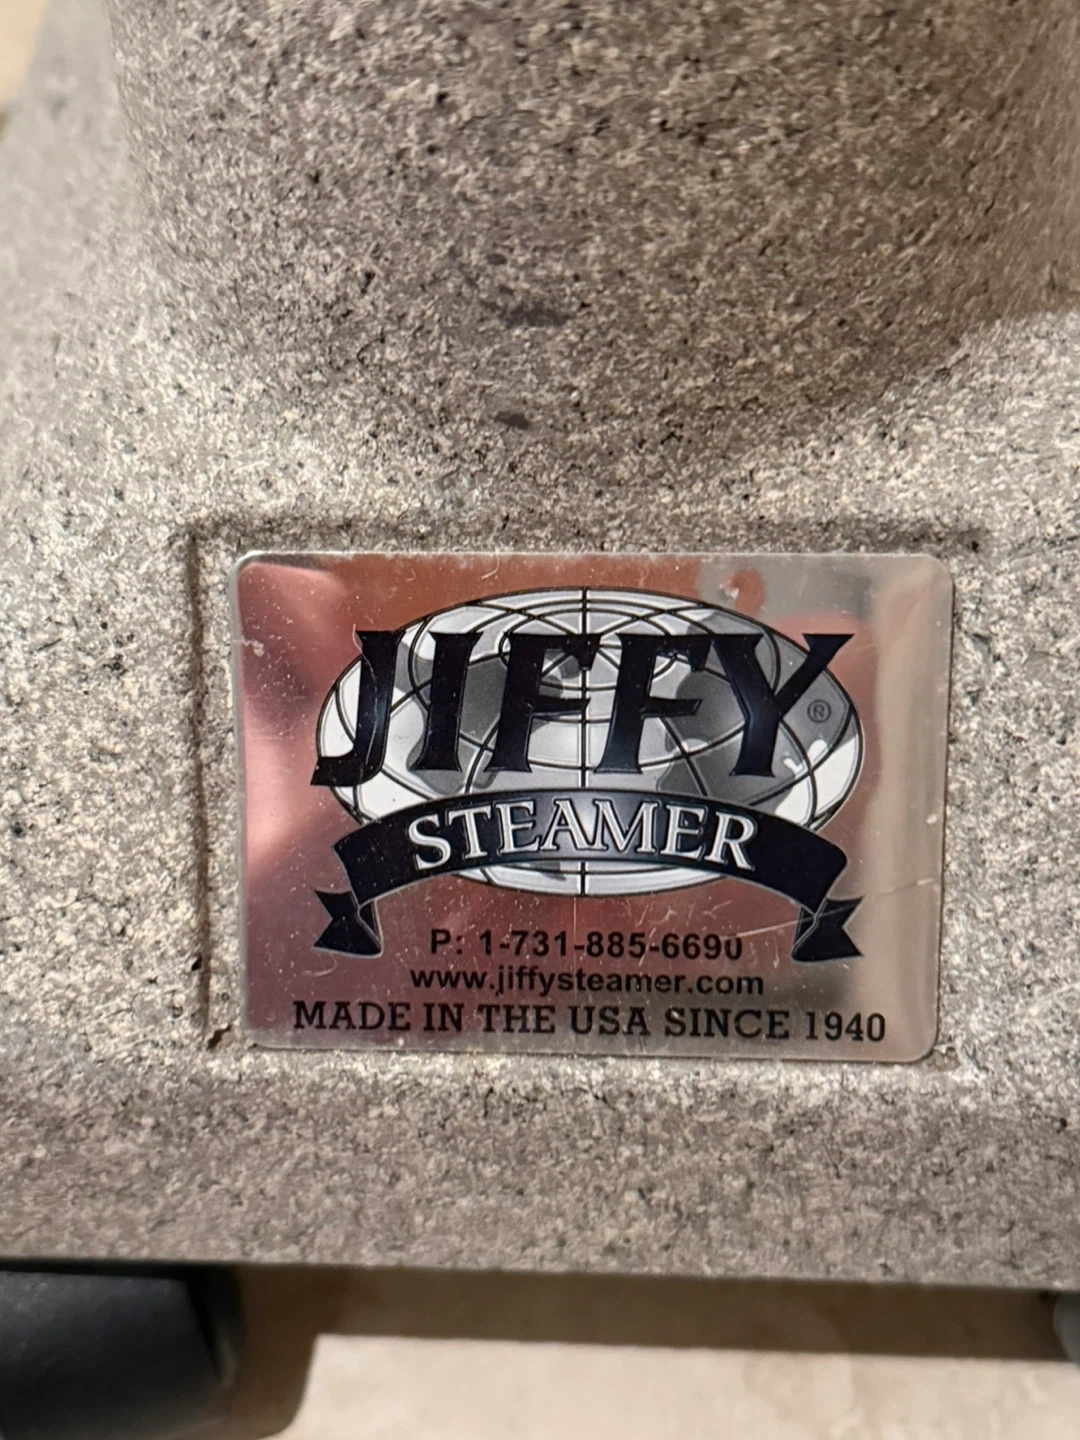 JIFFY
®
STEAMER
P: 1-731-885-6690
www.jiffysteamer.com
MADE IN THE USA SINCE 1940